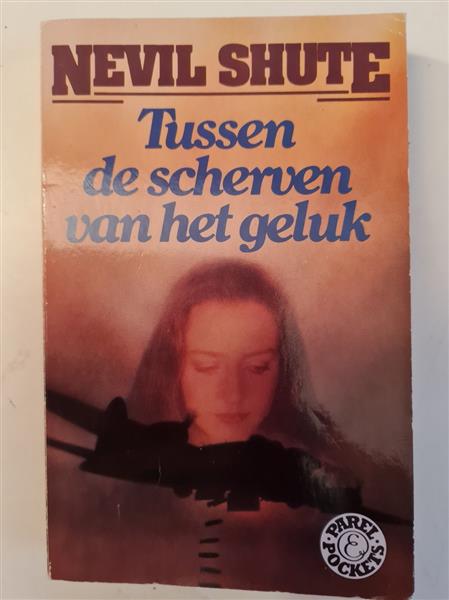 NEVIL SHUTE
Tussen
de scherven
van het geluk
PAREL
E
POCKETS